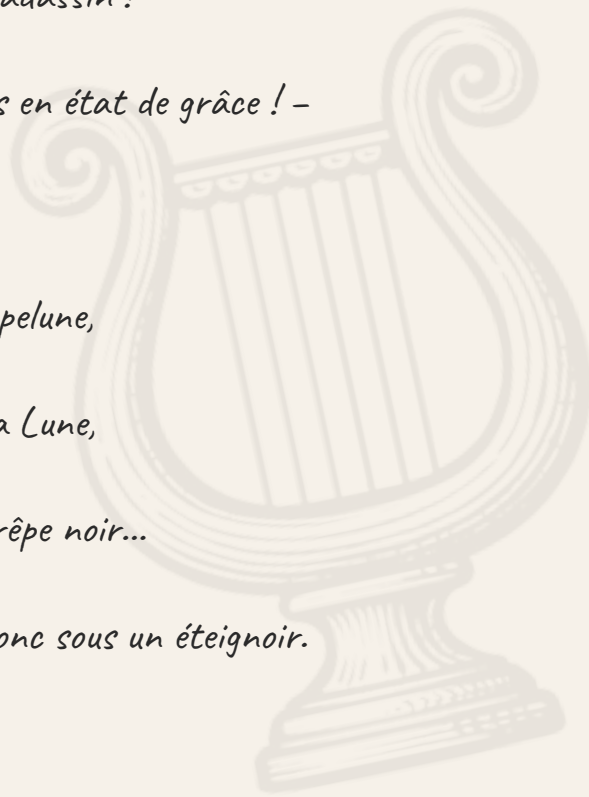 s en état de grâce ! –
pelune,
a Lune,
rêpe noir...
onc sous un éteignoir.